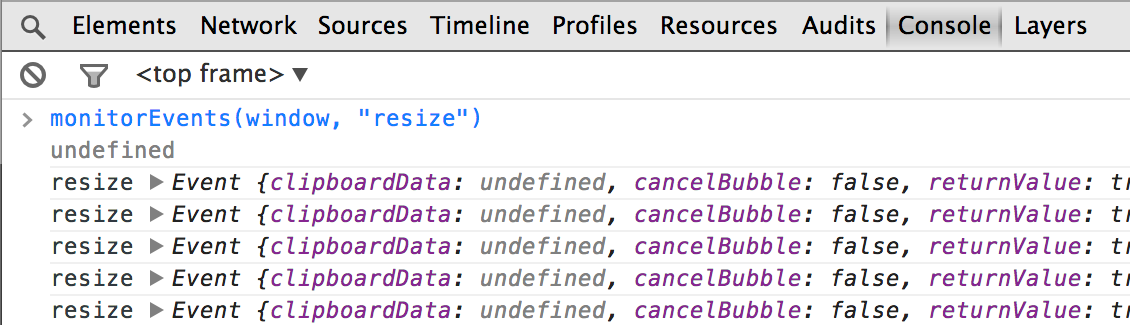 Elements Network Sources Timeline Profiles Resources Audits Console Layers
<top frame> ▼
> monitorEvents(window, "resize")
undefined
resize ▶ Event {clipboardData: undefined, cancelBubble: false, returnValue: tr
resize ▶ Event {clipboardData: undefined, cancelBubble: false, returnValue: tr
resize ▶ Event {clipboardData: undefined, cancelBubble: false, returnValue: tr
resize ▶ Event {clipboardData: undefined, cancelBubble: false, returnValue: tr
resize ▶ Event {clipboardData: undefined, cancelBubble: false, returnValue: tr